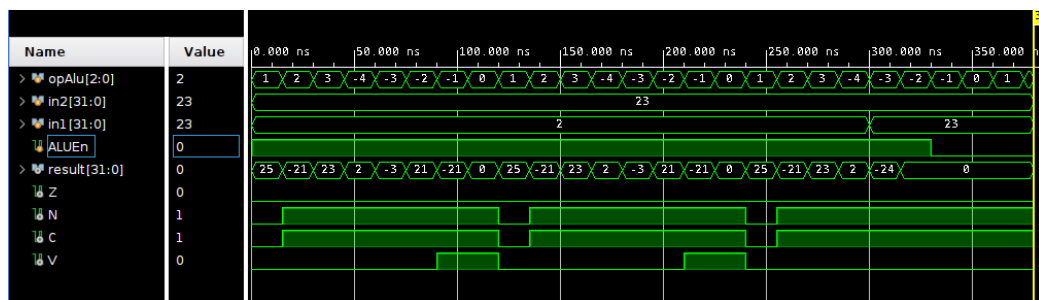 Name Value 0.000 ns 50.000 ns 100.000 ns 150.000 ns 200.000 ns 250.000 ns 300.000 ns 350.000 n
opAlu[2:0] 2 1 2 3 -4 -3 -2 -1 0 1 2 3 -4 -3 -2 -1 0 1 2 3 -4 -3 -2 -1 0 1
in2[31:0] 23 23
in1[31:0] 23 2 23
ALUEn 0
result[31:0] 0 25 -21 23 2 -3 21 -21 0 25 -21 23 2 -3 21 -21 0 25 -21 23 2 -24 0
Z 0
N 1
C 1
V 0